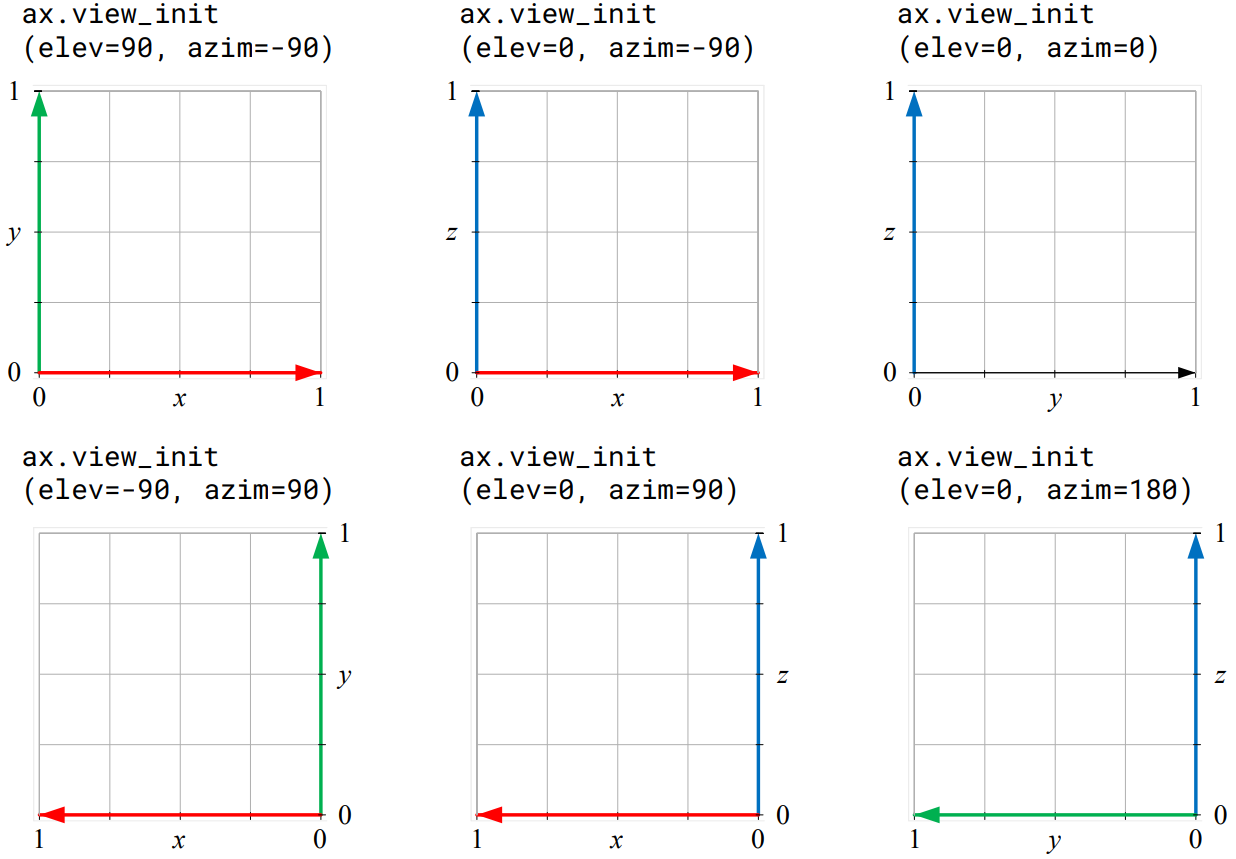 ax.view_init
(elev=90, azim=-90)
1
y
0
0 x 1
ax.view_init
(elev=0, azim=-90)
1
z
0
0 x 1
ax.view_init
(elev=0, azim=0)
1
z
0
0 y 1
ax.view_init
(elev=-90, azim=90)
1
y
0
1 x 0
ax.view_init
(elev=0, azim=90)
1
z
0
1 x 0
ax.view_init
(elev=0, azim=180)
1
z
0
1 y 0